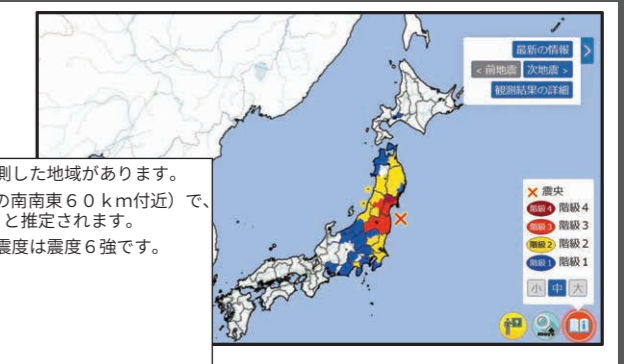 最新の情報
< 前地震 次地震 >
観測結果の詳細
測した地域があります。
の南南東６０ｋｍ付近）で、
と推定されます。
震度は震度６強です。
× 震央
階級4 階級４
階級3 階級３
階級2 階級２
階級1 階級１
小 中 大